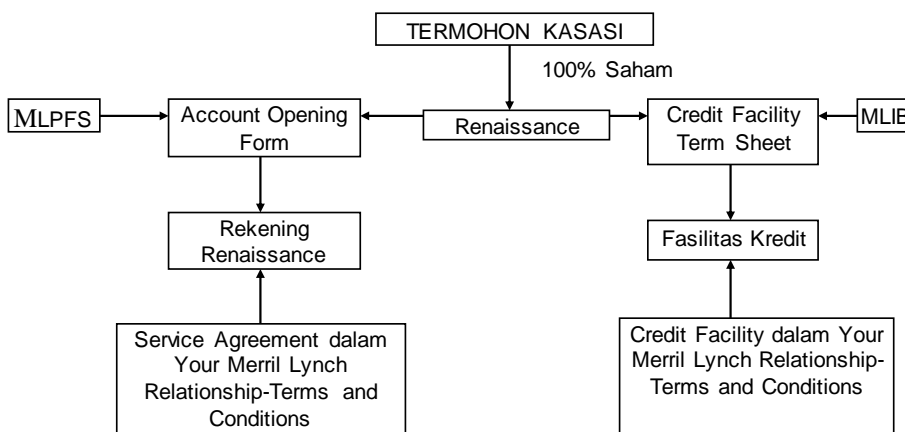 TERMOHON KASASI
100% Saham
MLPFS
Account Opening
Form
Renaissance
Credit Facility
Term Sheet
MLIB
Rekening
Renaissance
Fasilitas Kredit
Service Agreement dalam
Your Merril Lynch
Relationship-Terms and
Conditions
Credit Facility dalam Your
Merril Lynch Relationship-
Terms and Conditions